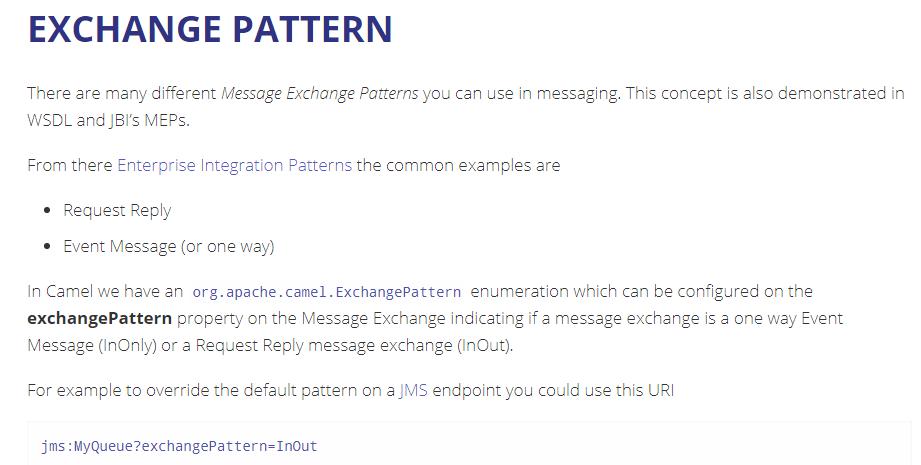 EXCHANGE PATTERN
There are many different Message Exchange Patterns you can use in messaging. This concept is also demonstrated in
WSDL and JBI's MEPs.
From there Enterprise Integration Patterns the common examples are
• Request Reply
• Event Message (or one way)
In Camel we have an org.apache.camel.ExchangePattern enumeration which can be configured on the
exchangePattern property on the Message Exchange indicating if a message exchange is a one way Event
Message (InOnly) or a Request Reply message exchange (InOut).
For example to override the default pattern on a JMS endpoint you could use this URI
jms:MyQueue?exchangePattern=InOut